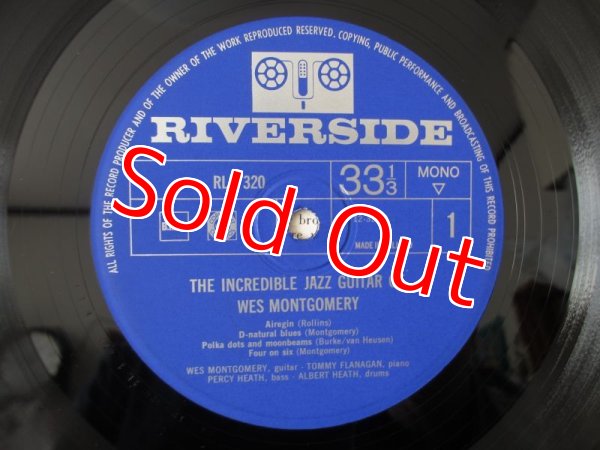 ALL RIGHTS OF THE RECORD PRODUCER AND OF THE OWNER OF THE WORK REPRODUCED RESERVED. COPYING, PUBLIC PERFORMANCE AND BROADCASTING OF THIS RECORD PROHIBITED
RIVERSIDE
320
33 1/3
MONO
1
Sold Out
MADE
THE INCREDIBLE JAZZ GUITAR
WES MONTGOMERY
Airegin (Rollins)
D-natural blues (Montgomery)
Polka dots and moonbeams (Burke/van Heusen)
Four on six (Montgomery)
WES MONTGOMERY, guitar · TOMMY FLANAGAN, piano
PERCY HEATH, bass · ALBERT HEATH, drums